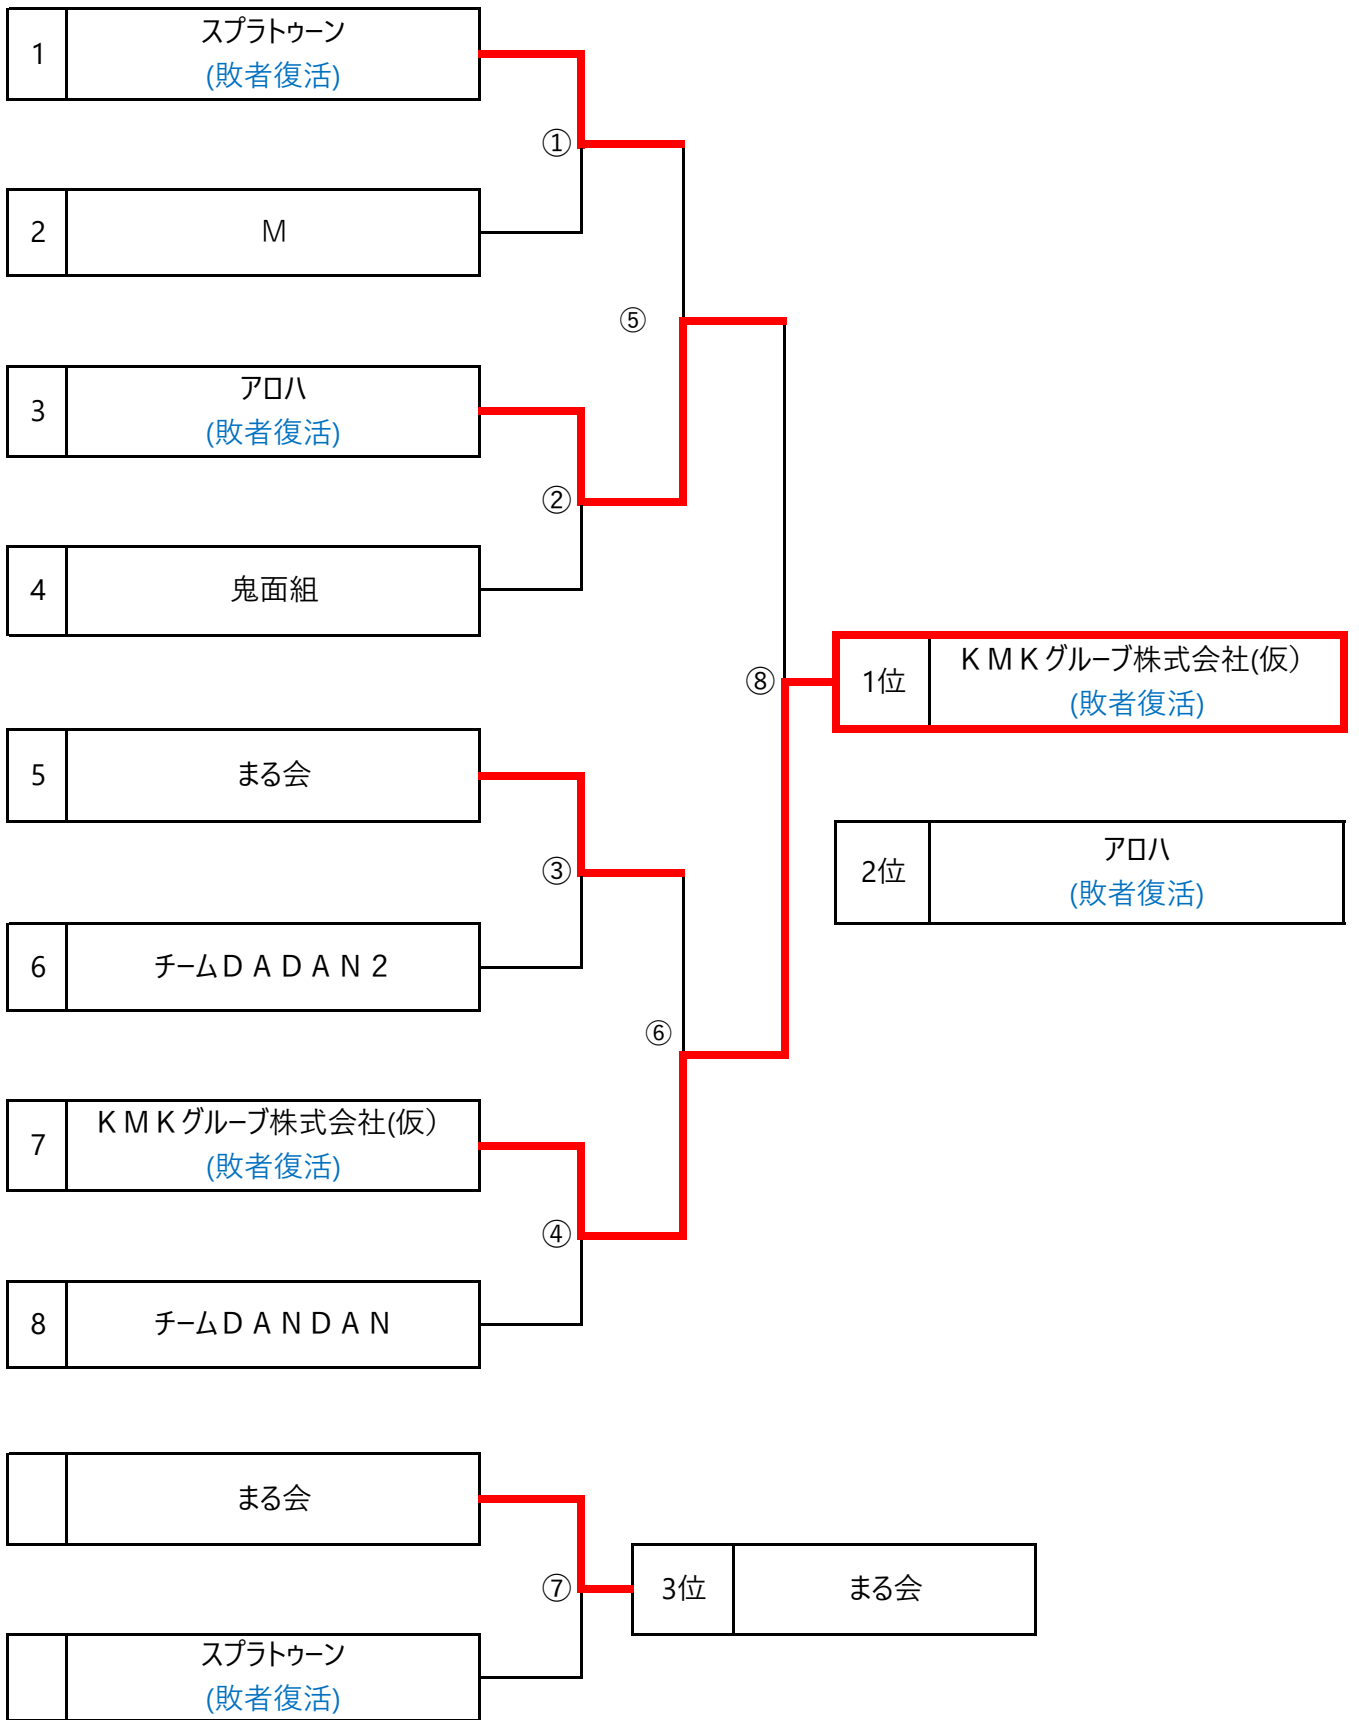 1
スプラトゥーン
(敗者復活)
①
2
M
⑤
3
アロハ
(敗者復活)
②
4
鬼面組
⑧
1位
ＫＭＫグループ株式会社(仮）
(敗者復活)
5
まる会
③
2位
アロハ
(敗者復活)
6
チームＤＡＤＡＮ２
⑥
7
ＫＭＫグループ株式会社(仮）
(敗者復活)
④
8
チームＤＡＮＤＡＮ
まる会
⑦
3位
まる会
スプラトゥーン
(敗者復活)